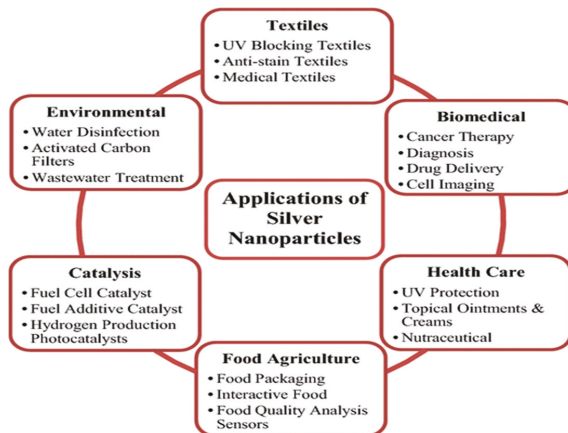 Textiles
• UV Blocking Textiles
• Anti-stain Textiles
• Medical Textiles
Environmental
• Water Disinfection
• Activated Carbon
Filters
• Wastewater Treatment
Biomedical
• Cancer Therapy
• Diagnosis
• Drug Delivery
• Cell Imaging
Applications of
Silver
Nanoparticles
Catalysis
• Fuel Cell Catalyst
• Fuel Additive Catalyst
• Hydrogen Production
Photocatalysts
Health Care
• UV Protection
• Topical Ointments &
Creams
• Nutraceutical
Food Agriculture
• Food Packaging
• Interactive Food
• Food Quality Analysis
Sensors